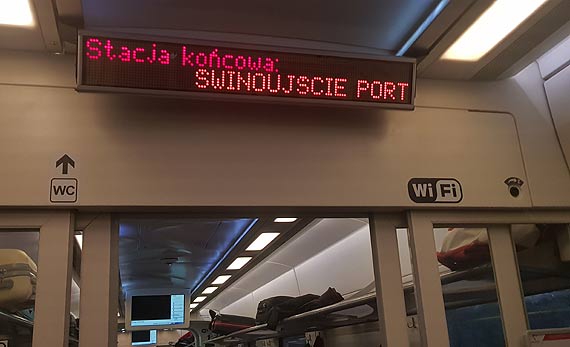 Stacja końcowa:
SWINOUJSCIE PORT
WC
WiFi